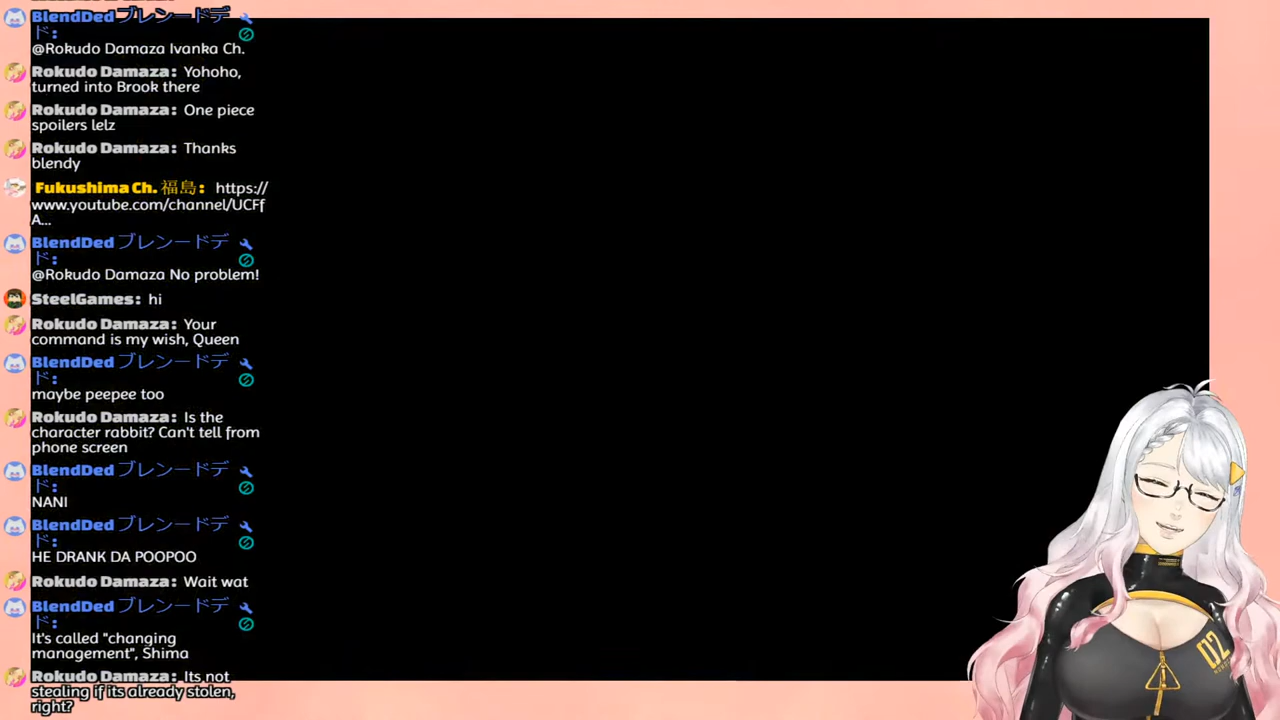 BlendDed ブレンードデ
ド:
@Rokudo Damaza Ivanka Ch.
Rokudo Damaza: Yohoho,
turned into Brook there
Rokudo Damaza: One piece
spoilers lelz
Rokudo Damaza: Thanks
blendy
Fukushima Ch. 福島: https://
www.youtube.com/channel/UCFf
A...
BlendDed ブレンードデ
ド:
@Rokudo Damaza No problem!
SteelGames: hi
Rokudo Damaza: Your
command is my wish, Queen
BlendDed ブレンードデ
ド:
maybe peepee too
Rokudo Damaza: Is the
character rabbit? Can't tell from
phone screen
BlendDed ブレンードデ
ド:
NANI
BlendDed ブレンードデ
ド:
HE DRANK DA POOPOO
Rokudo Damaza: Wait wat
BlendDed ブレンードデ
ド:
It's called "changing
management", Shima
Rokudo Damaza: Its not
stealing if its already stolen,
right?
02